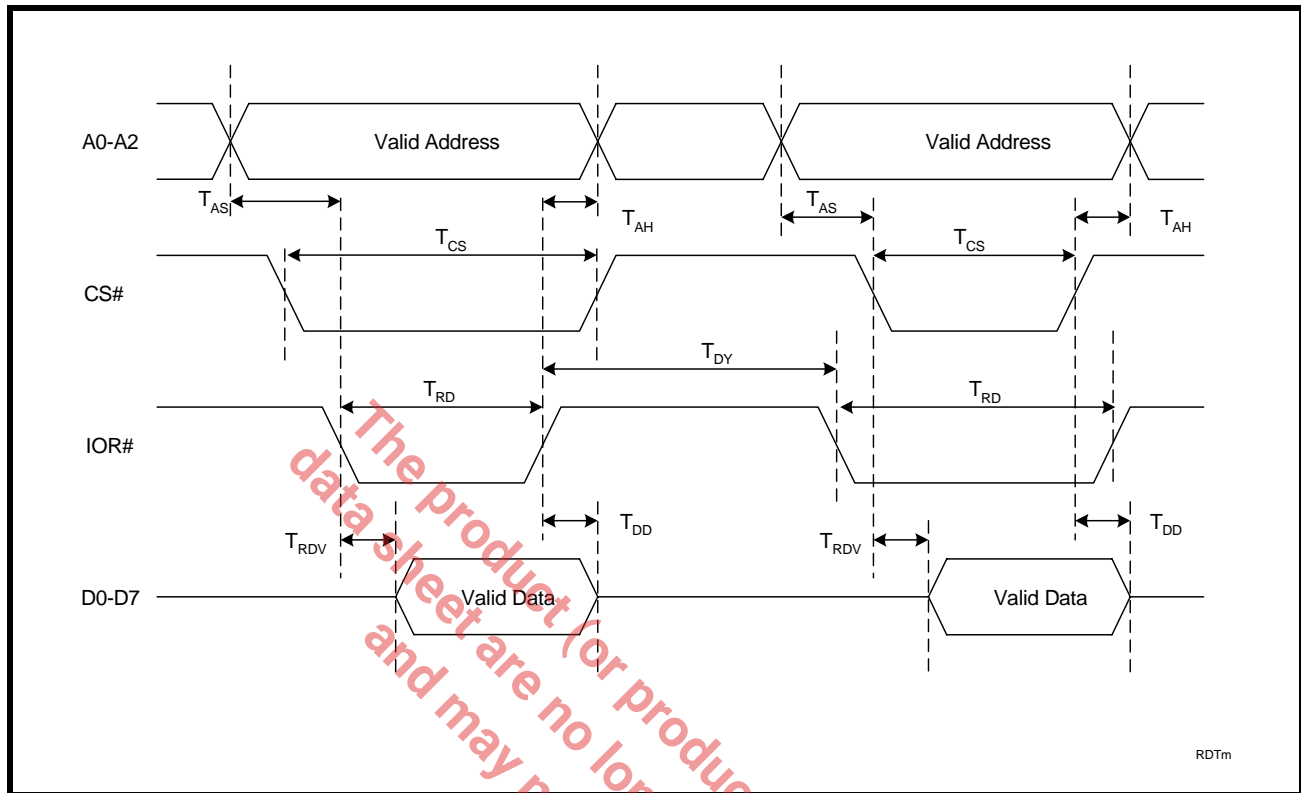 A0-A2
Valid Address
Valid Address
TAS
TAH
TAS
TAH
TCS
TCS
CS#
TDY
TRD
TRD
IOR#
TRDV
TDD
TRDV
TDD
D0-D7
Valid Data
Valid Data
The product (or produc
data sheet are no lon
and may
RDTm